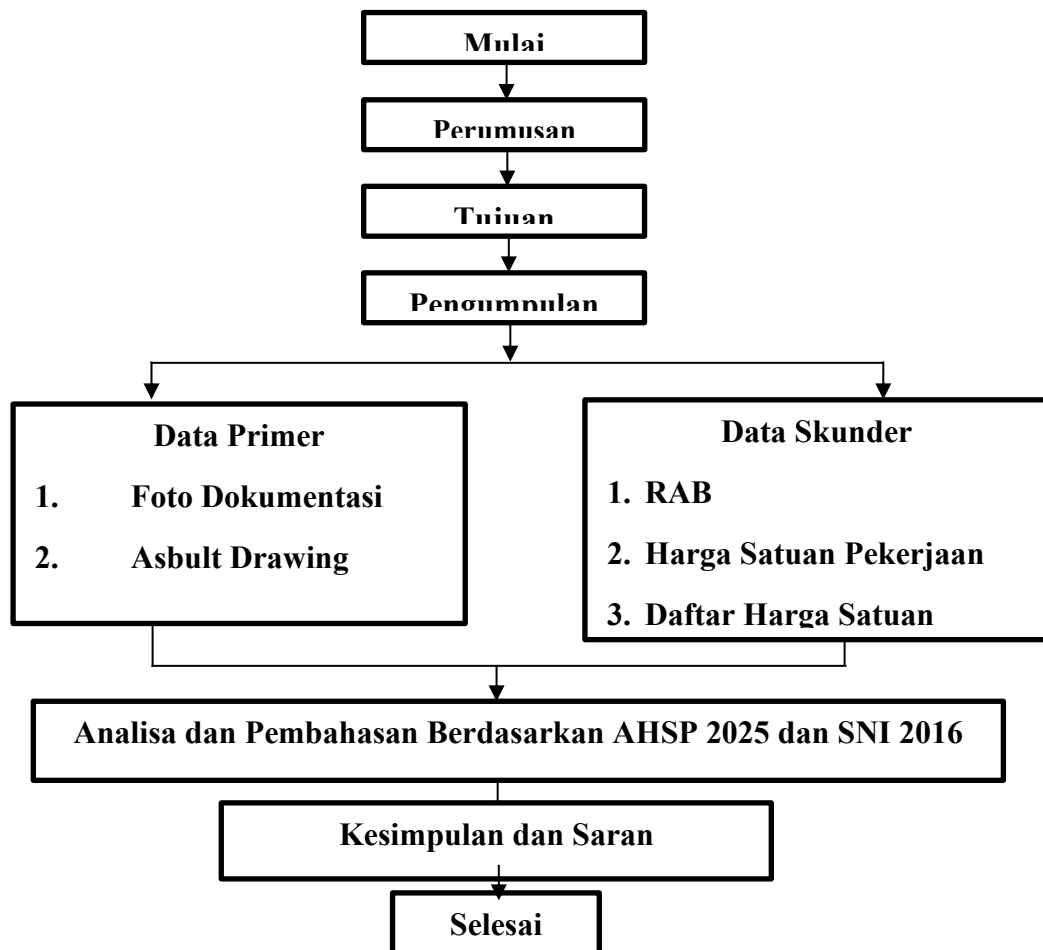 Mulai
Perumusan
Tujuan
Pengumpulan
Data Primer
1. Foto Dokumentasi
2. Asbult Drawing
Data Skunder
1. RAB
2. Harga Satuan Pekerjaan
3. Daftar Harga Satuan
Analisa dan Pembahasan Berdasarkan AHSP 2025 dan SNI 2016
Kesimpulan dan Saran
Selesai